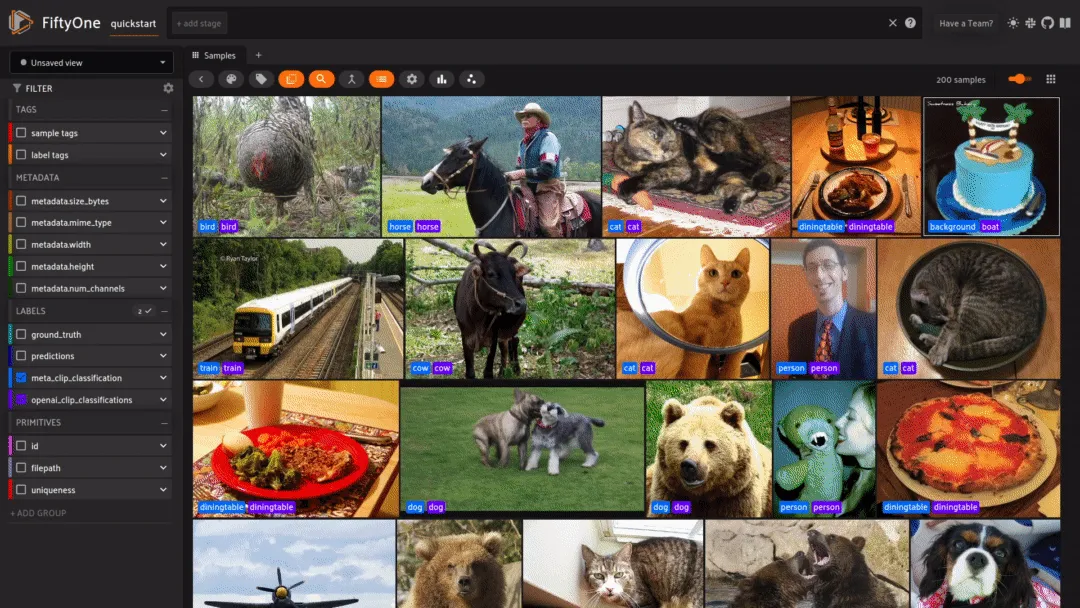 FiftyOne quickstart + add stage Have a Team?
Unsaved view
Samples +
FILTER
200 samples
TAGS
sample tags
label tags
METADATA
metadata.size_bytes
metadata.mime_type
metadata.width
metadata.height
metadata.num_channels
LABELS 2
ground_truth
predictions
meta_clip_classification
openai_clip_classifications
PRIMITIVES
id
filepath
uniqueness
+ ADD GROUP
bird bird
horse horse
cat cat
diningtable diningtable
background boat
© Ryan Taylor
train train
cow cow
cat cat
person person
cat cat
diningtable diningtable
dog dog
dog dog
person person
diningtable diningtable